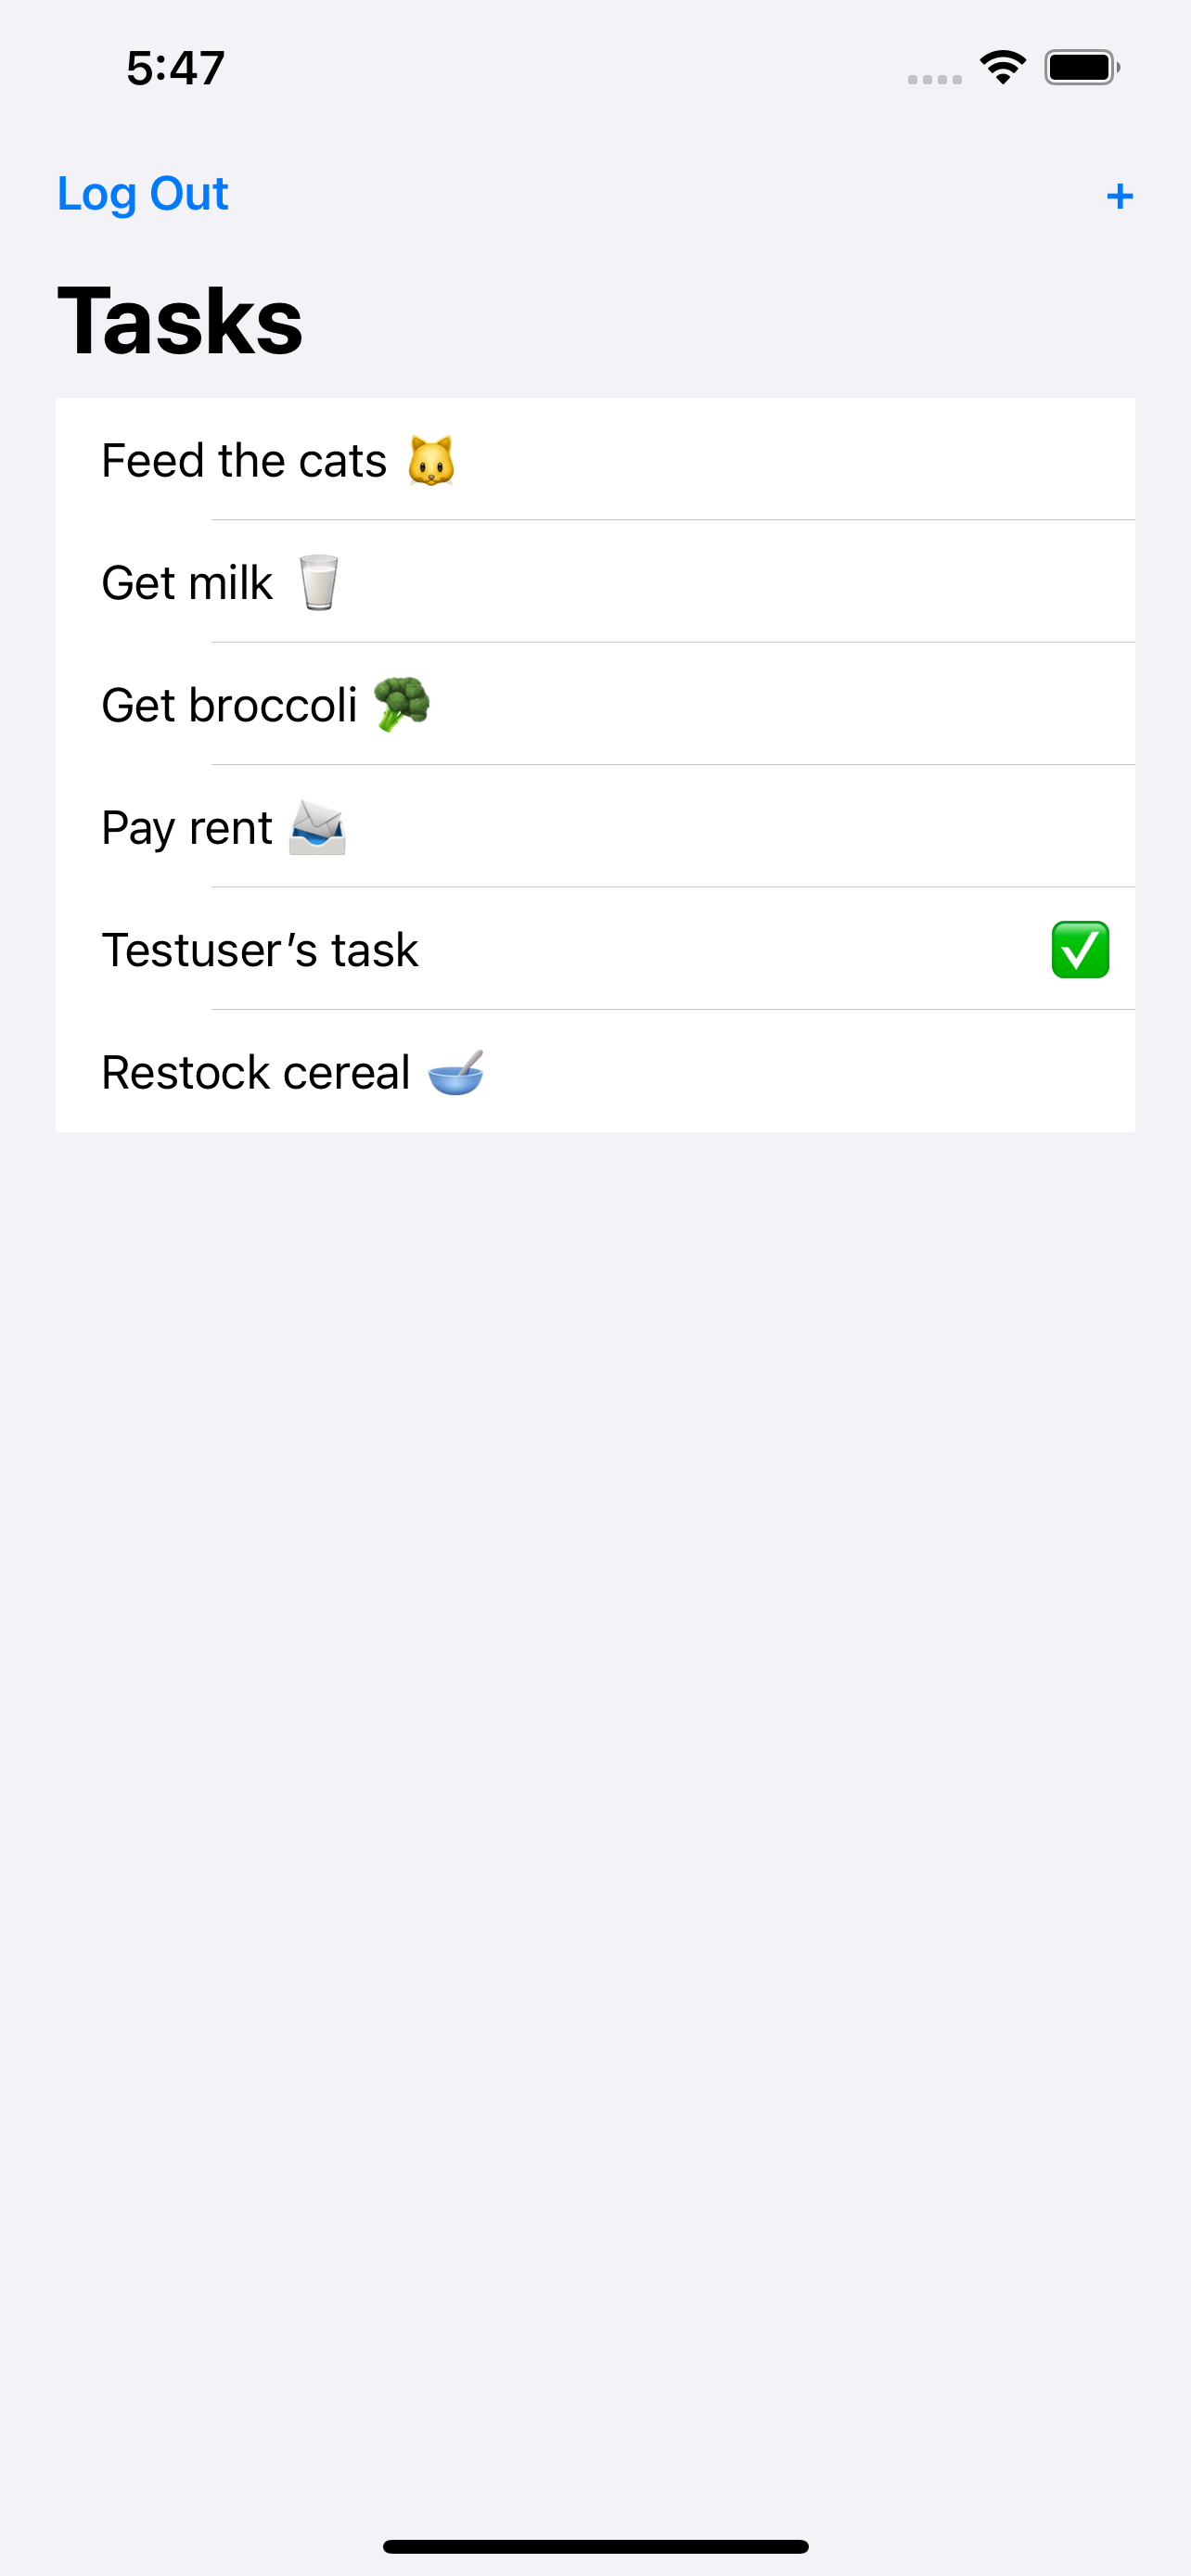 5:47
Log Out +
Tasks
Feed the cats 🐱
Get milk 🥛
Get broccoli 🥦
Pay rent 📨
Testuser’s task ✅
Restock cereal 🥣